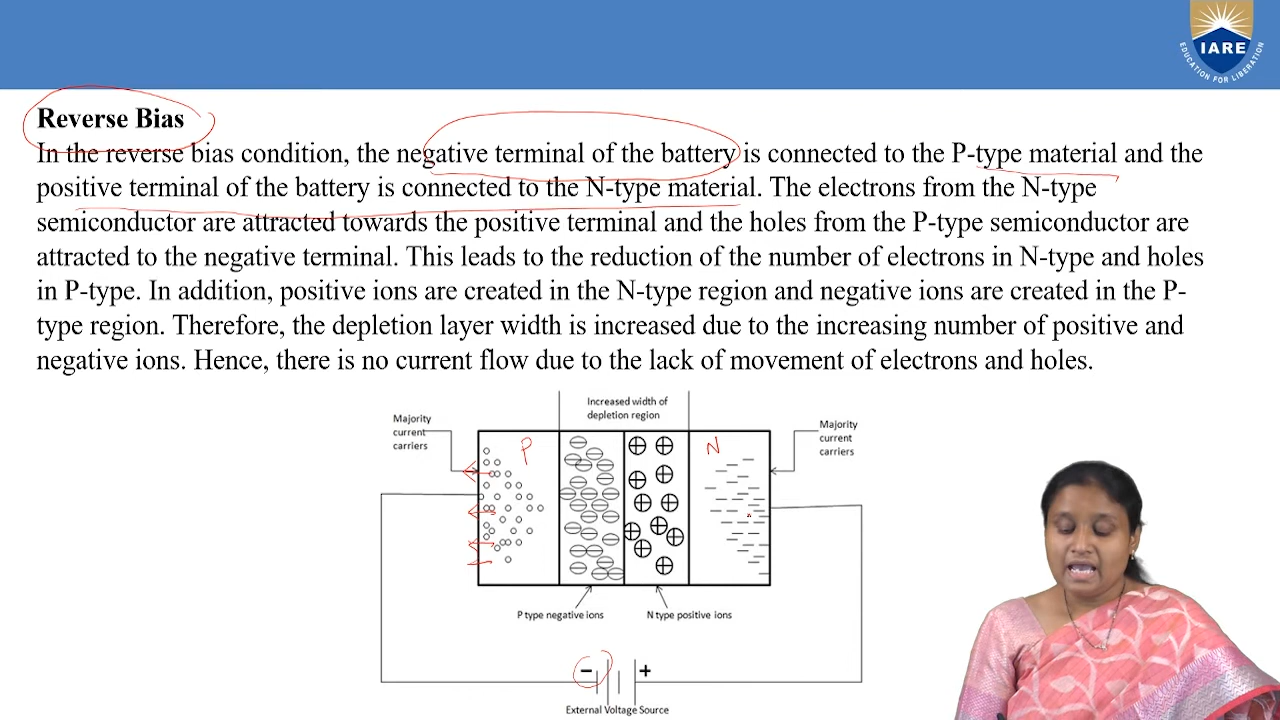 IARE
EDUCATION FOR LIBERATION
Reverse Bias
In the reverse bias condition, the negative terminal of the battery is connected to the P-type material and the
positive terminal of the battery is connected to the N-type material. The electrons from the N-type
semiconductor are attracted towards the positive terminal and the holes from the P-type semiconductor are
attracted to the negative terminal. This leads to the reduction of the number of electrons in N-type and holes
in P-type. In addition, positive ions are created in the N-type region and negative ions are created in the P-
type region. Therefore, the depletion layer width is increased due to the increasing number of positive and
negative ions. Hence, there is no current flow due to the lack of movement of electrons and holes.
Increased width of
depletion region
Majority
current
carriers
Majority
current
carriers
P
N
P type negative ions
N type positive ions
− +
External Voltage Source